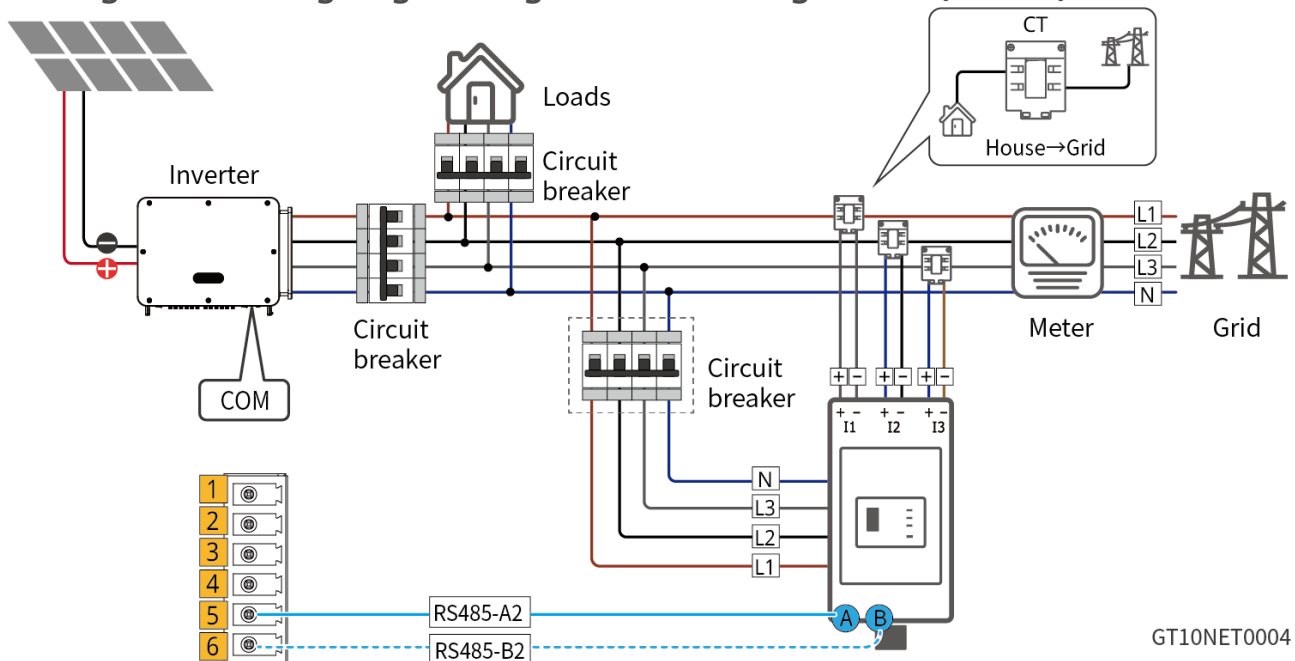 CT
House→Grid
Loads
Circuit
breaker
Inverter
L1
L2
L3
N
Circuit
breaker
Meter
Grid
COM
Circuit
breaker
+ − + − + −
+ − + − + −
I1 I2 I3
N
L3
L2
L1
1
2
3
4
5
6
RS485-A2
RS485-B2
A B
GT10NET0004